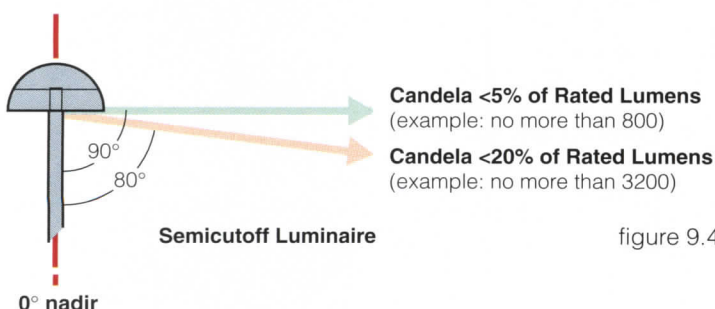 Candela <5% of Rated Lumens
(example: no more than 800)
90°
Candela <20% of Rated Lumens
80°
(example: no more than 3200)
Semicutoff Luminaire
figure 9.4
0° nadir